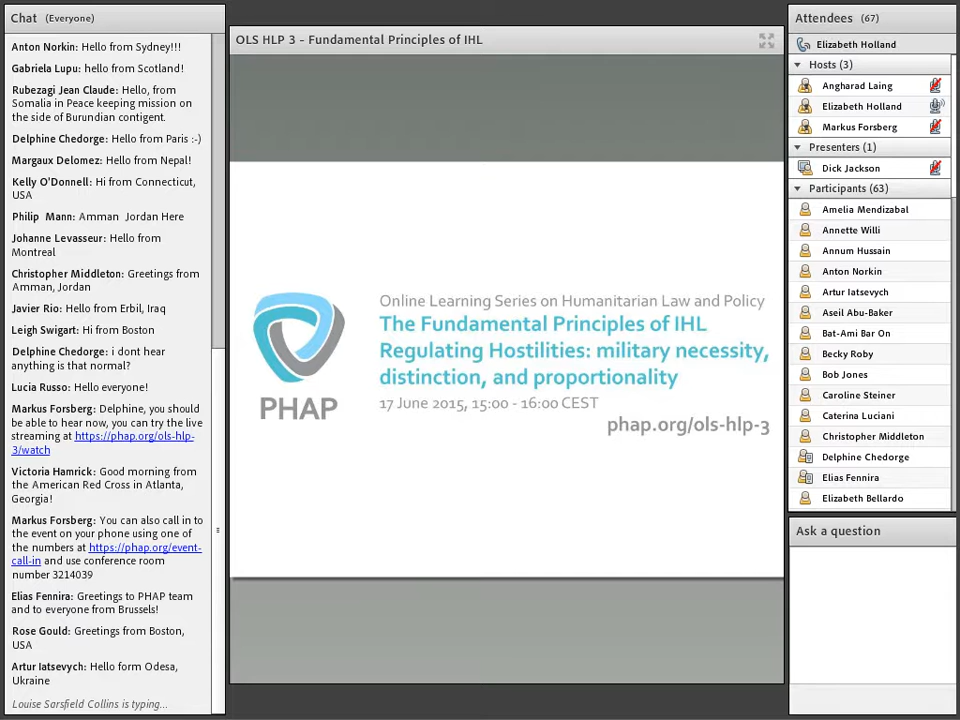 Chat (Everyone)
Anton Norkin: Hello from Sydney!!!
Gabriela Lupu: hello from Scotland!
Rubezagi Jean Claude: Hello, from
Somalia in Peace keeping mission on
the side of Burundian contigent.
Delphine Chedorge: Hello from Paris :-)
Margaux Delomez: Hello from Nepal!
Kelly O'Donnell: Hi from Connecticut,
USA
Philip Mann: Amman Jordan Here
Johanne Levasseur: Hello from
Montreal
Christopher Middleton: Greetings from
Amman, Jordan
Javier Rio: Hello from Erbil, Iraq
Leigh Swigart: Hi from Boston
Delphine Chedorge: i dont hear
anything is that normal?
Lucia Russo: Hello everyone!
Markus Forsberg: Delphine, you should
be able to hear now, you can try the live
streaming at https://phap.org/ols-hlp-
3/watch
Victoria Hamrick: Good morning from
the American Red Cross in Atlanta,
Georgia!
Markus Forsberg: You can also call in to
the event on your phone using one of
the numbers at https://phap.org/event-
call-in and use conference room
number 3214039
Elias Fennira: Greetings to PHAP team
and to everyone from Brussels!
Rose Gould: Greetings from Boston,
USA
Artur Iatsevych: Hello form Odesa,
Ukraine
Louise Sarsfield Collins is typing...
OLS HLP 3 - Fundamental Principles of IHL
PHAP
Online Learning Series on Humanitarian Law and Policy
The Fundamental Principles of IHL
Regulating Hostilities: military necessity,
distinction, and proportionality
17 June 2015, 15:00 - 16:00 CEST
phap.org/ols-hlp-3
Attendees (67)
Elizabeth Holland
Hosts (3)
Angharad Laing
Elizabeth Holland
Markus Forsberg
Presenters (1)
Dick Jackson
Participants (63)
Amelia Mendizabal
Annette Willi
Annum Hussain
Anton Norkin
Artur Iatsevych
Aseil Abu-Baker
Bat-Ami Bar On
Becky Roby
Bob Jones
Caroline Steiner
Caterina Luciani
Christopher Middleton
Delphine Chedorge
Elias Fennira
Elizabeth Bellardo
Ask a question